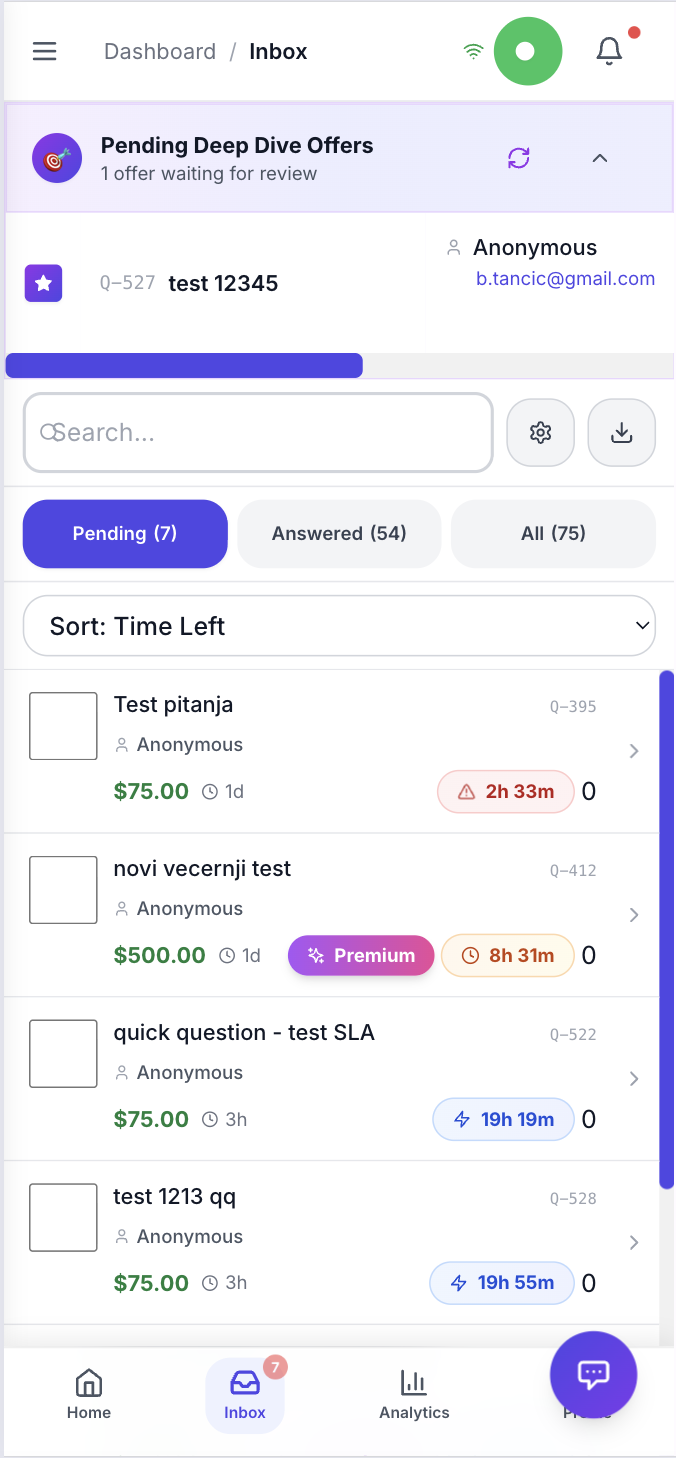 Dashboard / Inbox
Pending Deep Dive Offers
1 offer waiting for review
Anonymous
Q-527 test 12345
b.tancic@gmail.com
Search...
Pending (7) Answered (54) All (75)
Sort: Time Left
Test pitanja Q-395
Anonymous
$75.00 1d 2h 33m 0
novi vecernji test Q-412
Anonymous
$500.00 1d Premium 8h 31m 0
quick question - test SLA Q-522
Anonymous
$75.00 3h 19h 19m 0
test 1213 qq Q-528
Anonymous
$75.00 3h 19h 55m 0
7
Home Inbox Analytics